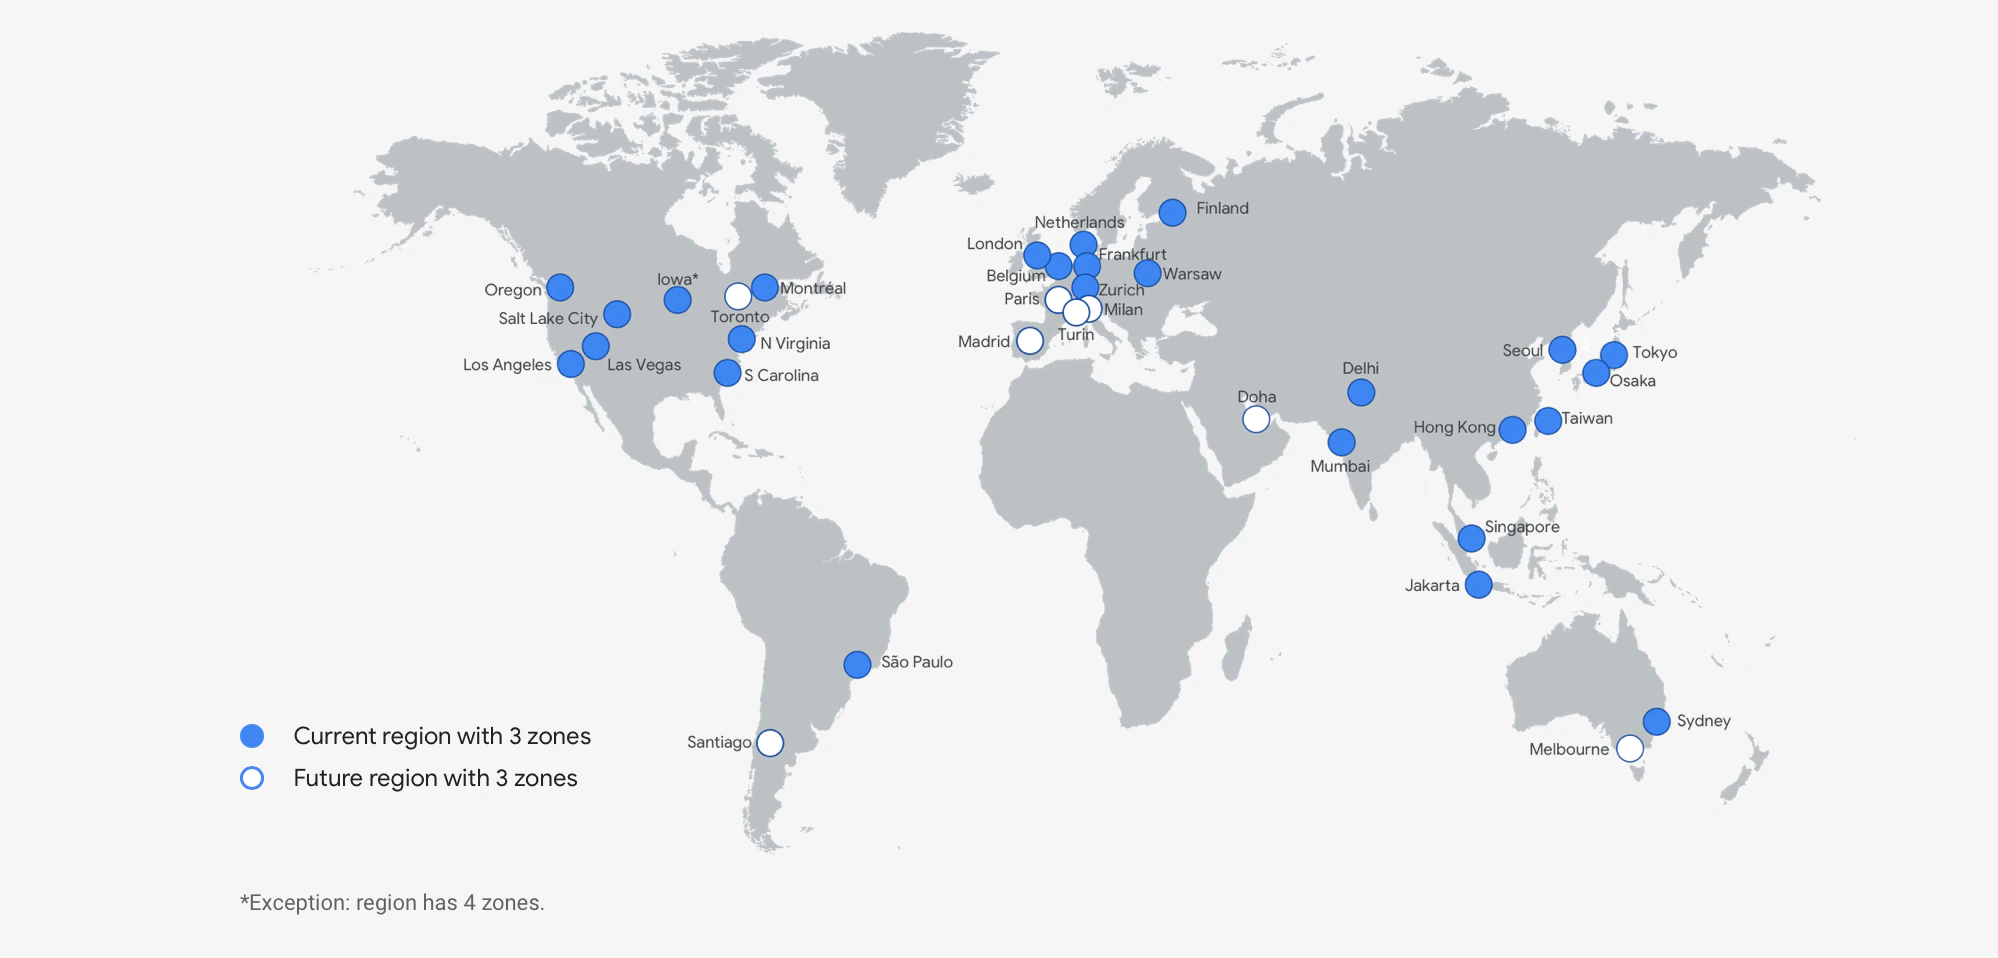 Finland
Netherlands
London
Frankfurt
Belgium
Warsaw
Zurich
Paris
Milan
Turin
Madrid
Oregon
Iowa*
Montréal
Salt Lake City
Toronto
N Virginia
Los Angeles
Las Vegas
S Carolina
Seoul
3
Tokyo
Osaka
Delhi
Doha
Taiwan
Hong Kong
Mumbai
Singapore
Jakarta
São Paulo
Sydney
Santiago
Melbourne
Current region with 3 zones
Future region with 3 zones
*Exception: region has 4 zones.